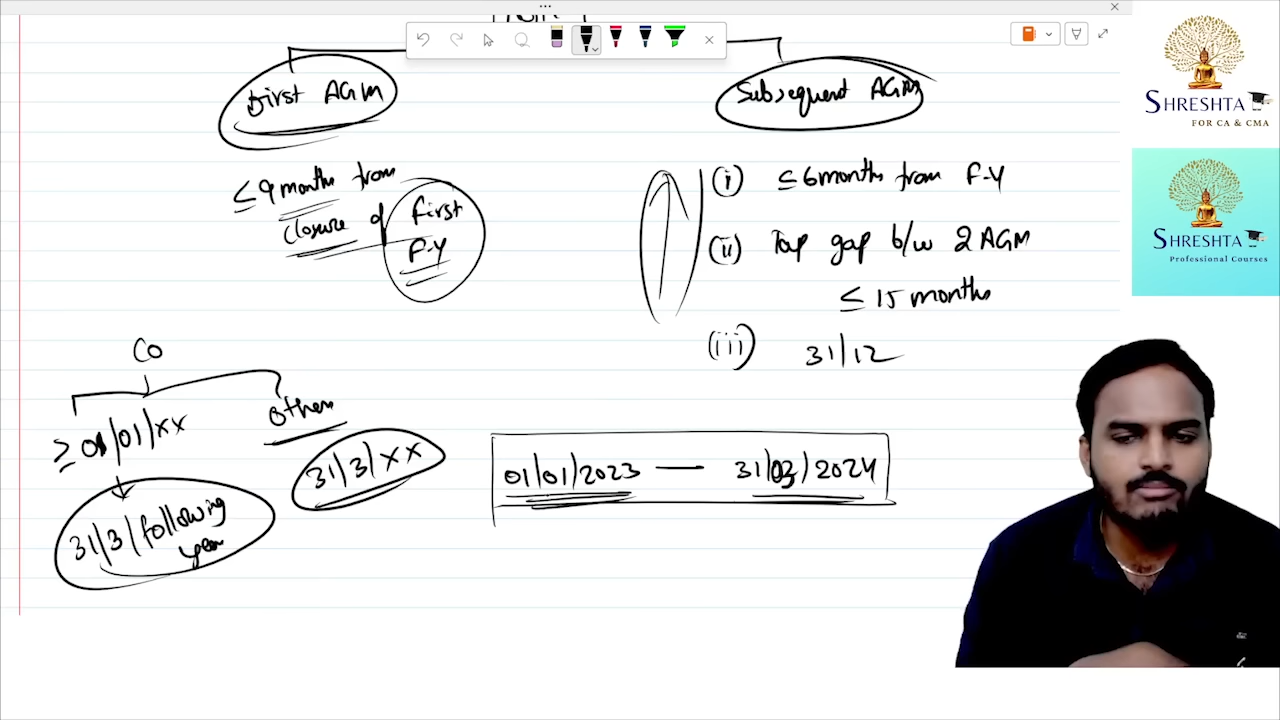 First AGM
Subsequent AGM
≤ 9 months from
closure of first
F-Y
(i) ≤ 6 months from F-Y
(ii) gap b/w 2 AGM
≤ 15 months
(iii) 31/12
Co
≥ 01/01/xx
Others
31/3/following
year
31/3/xx
01/01/2023 — 31/03/2024
SHRESHTA
FOR CA & CMA
SHRESHTA
Professional Courses